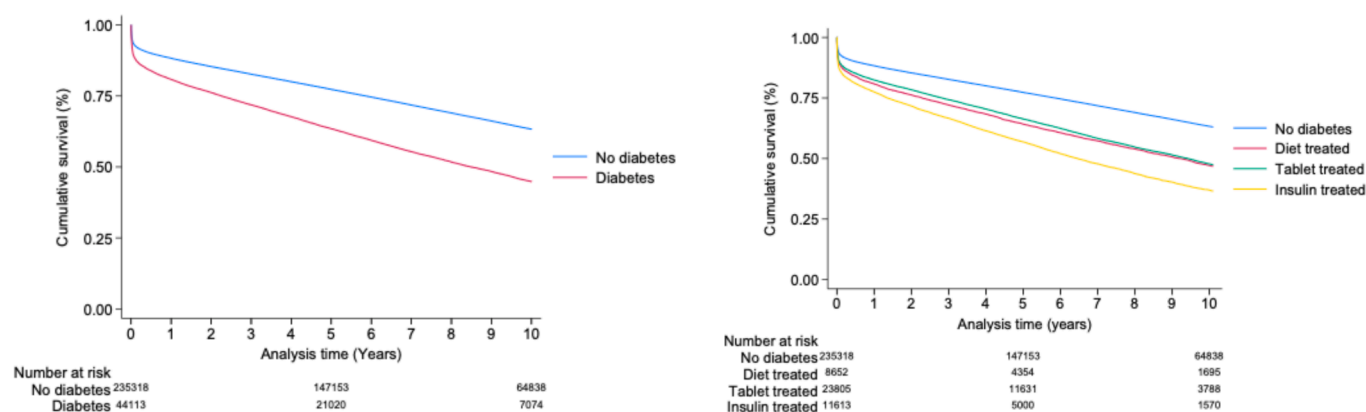 1.00
0.75
0.50
0.25
0.00
Cumulative survival (%)
0 1 2 3 4 5 6 7 8 9 10
Analysis time (Years)
No diabetes
Diabetes
Number at risk
No diabetes 235318 147153 64838
Diabetes 44113 21020 7074
1.00
0.75
0.50
0.25
0.00
Cumulative survival (%)
0 1 2 3 4 5 6 7 8 9 10
Analysis time (years)
No diabetes
Diet treated
Tablet treated
Insulin treated
Number at risk
No diabetes 235318 147153 64838
Diet treated 8652 4354 1695
Tablet treated 23805 11631 3788
Insulin treated 11613 5000 1570